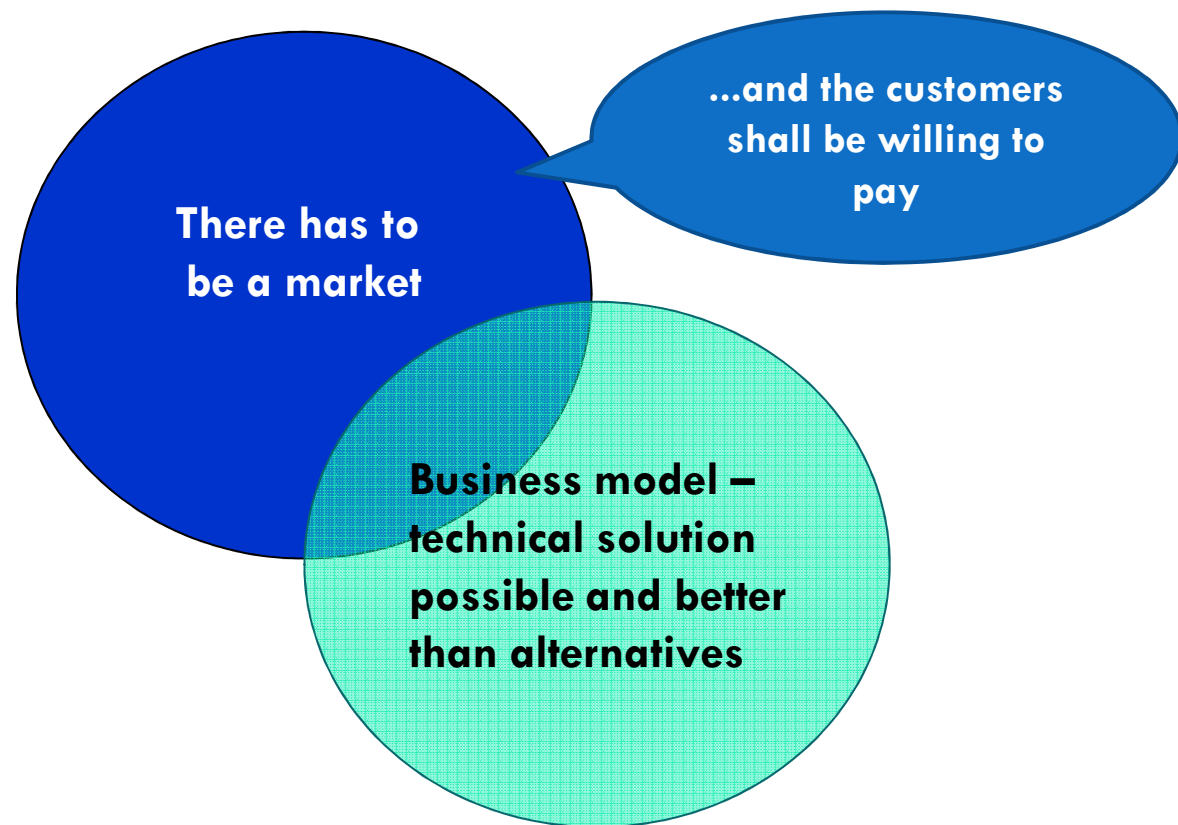 ...and the customers
shall be willing to
pay
There has to
be a market
Business model –
technical solution
possible and better
than alternatives